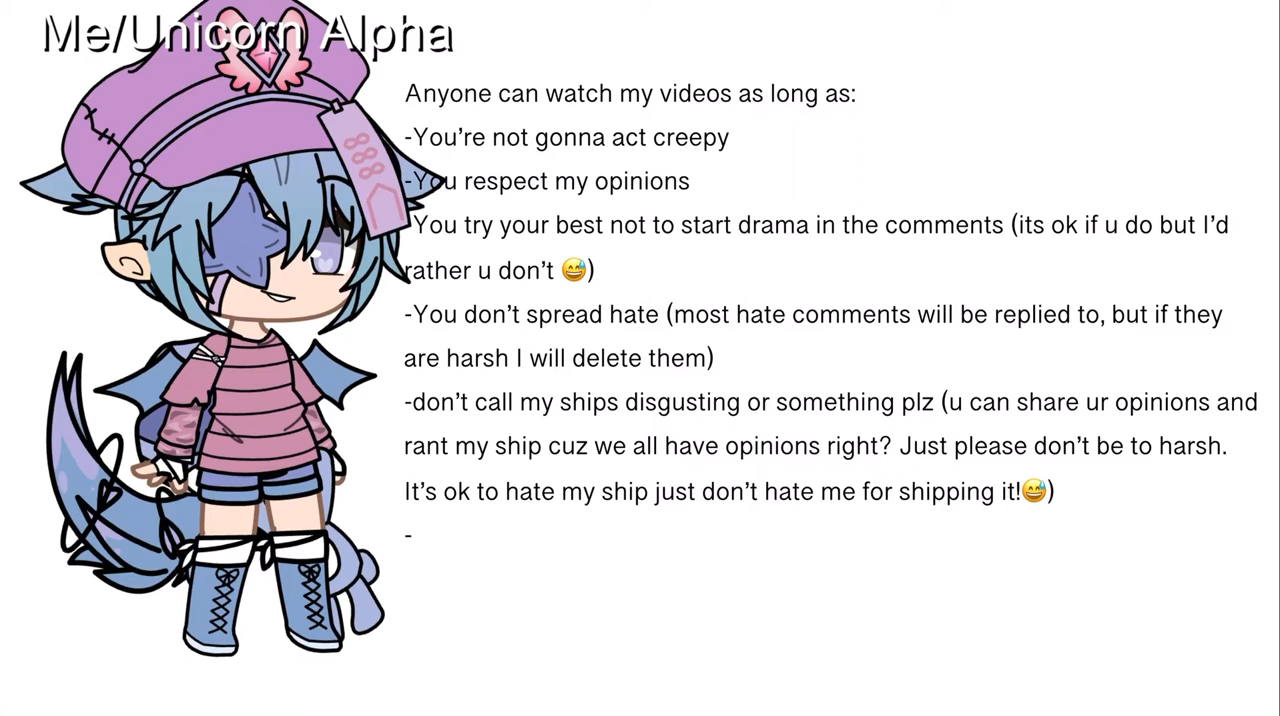 Me/Unicorn Alpha
Anyone can watch my videos as long as:
-You’re not gonna act creepy
-You respect my opinions
-You try your best not to start drama in the comments (its ok if u do but I’d
rather u don’t 😅)
-You don’t spread hate (most hate comments will be replied to, but if they
are harsh I will delete them)
-don’t call my ships disgusting or something plz (u can share ur opinions and
rant my ship cuz we all have opinions right? Just please don’t be to harsh.
It’s ok to hate my ship just don’t hate me for shipping it!😅)
-